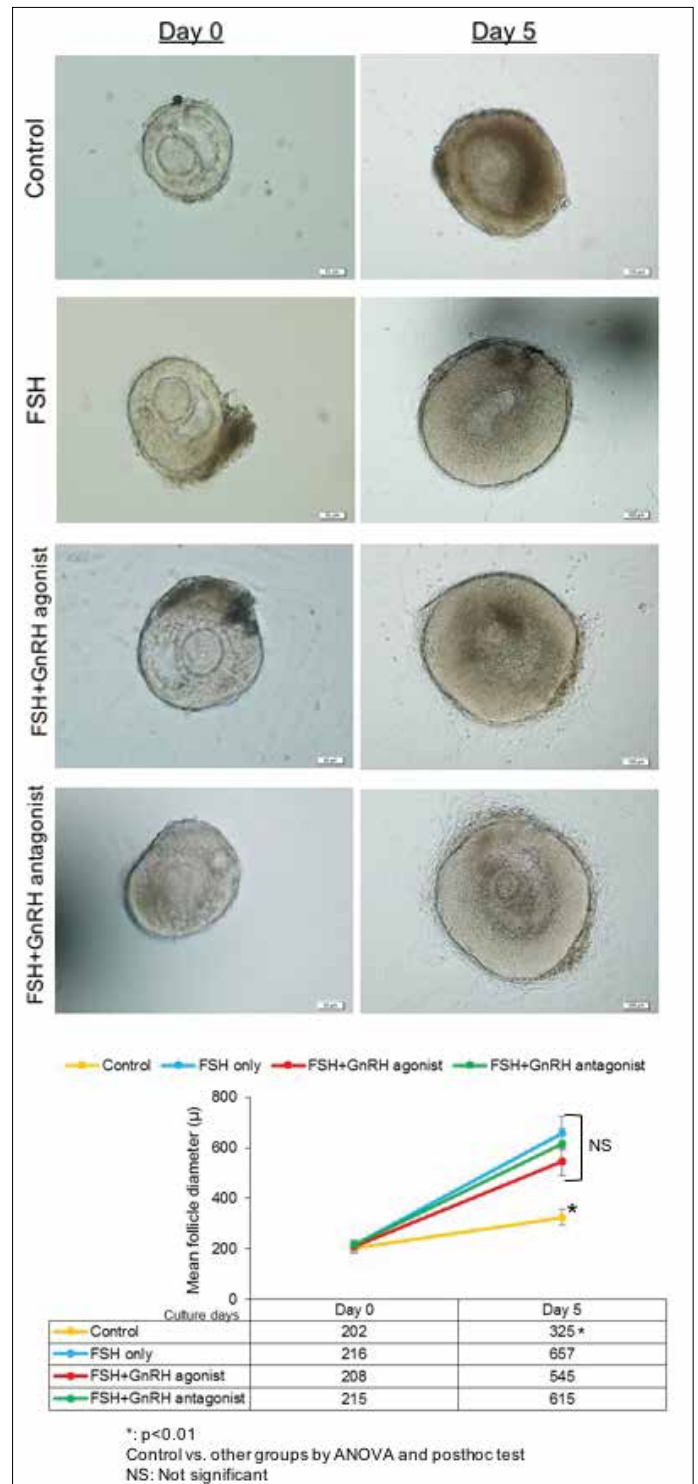 Day 0 Day 5
Control
FSH
FSH+GnRH agonist
FSH+GnRH antagonist
Control FSH only FSH+GnRH agonist FSH+GnRH antagonist
Mean follicle diameter (µ)
800
600
400
200
0
NS
*
Culture days Day 0 Day 5
Control 202 325 *
FSH only 216 657
FSH+GnRH agonist 208 545
FSH+GnRH antagonist 215 615
*: p<0.01
Control vs. other groups by ANOVA and posthoc test
NS: Not significant